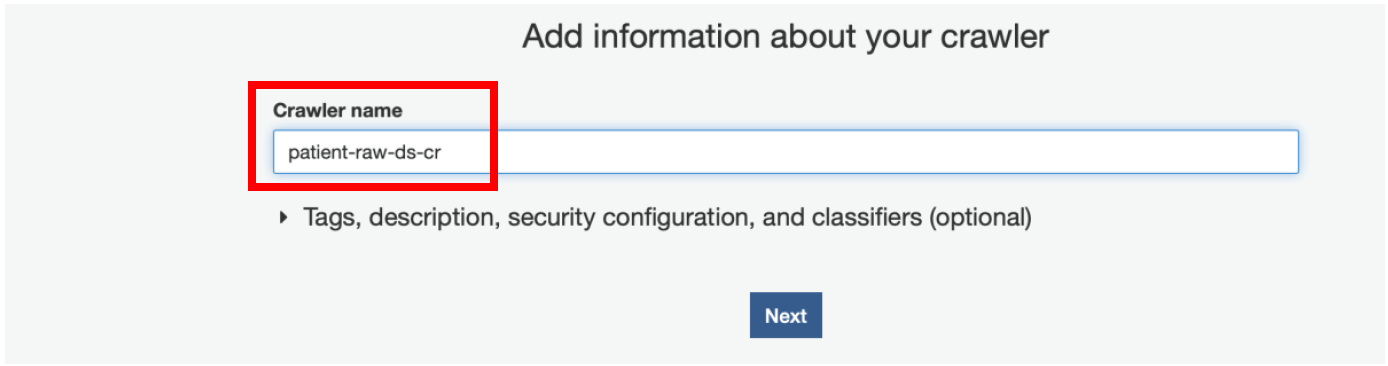 Add information about your crawler
Crawler name
patient-raw-ds-cr
Tags, description, security configuration, and classifiers (optional)
Next